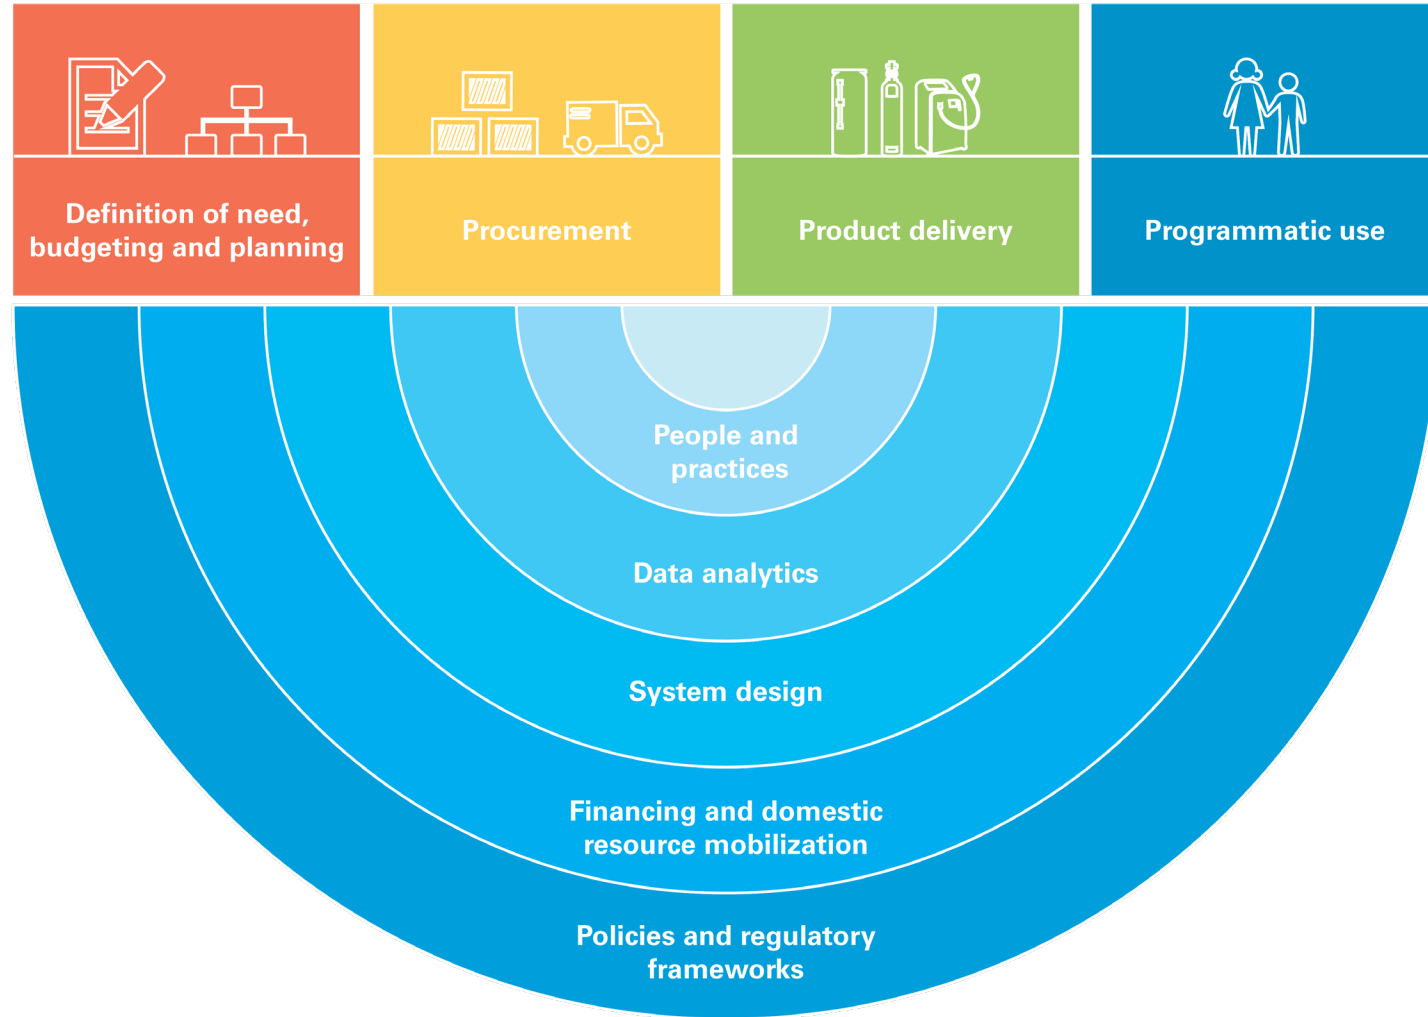 Definition of need,
budgeting and planning
Procurement
Product delivery
Programmatic use
People and
practices
Data analytics
System design
Financing and domestic
resource mobilization
Policies and regulatory
frameworks